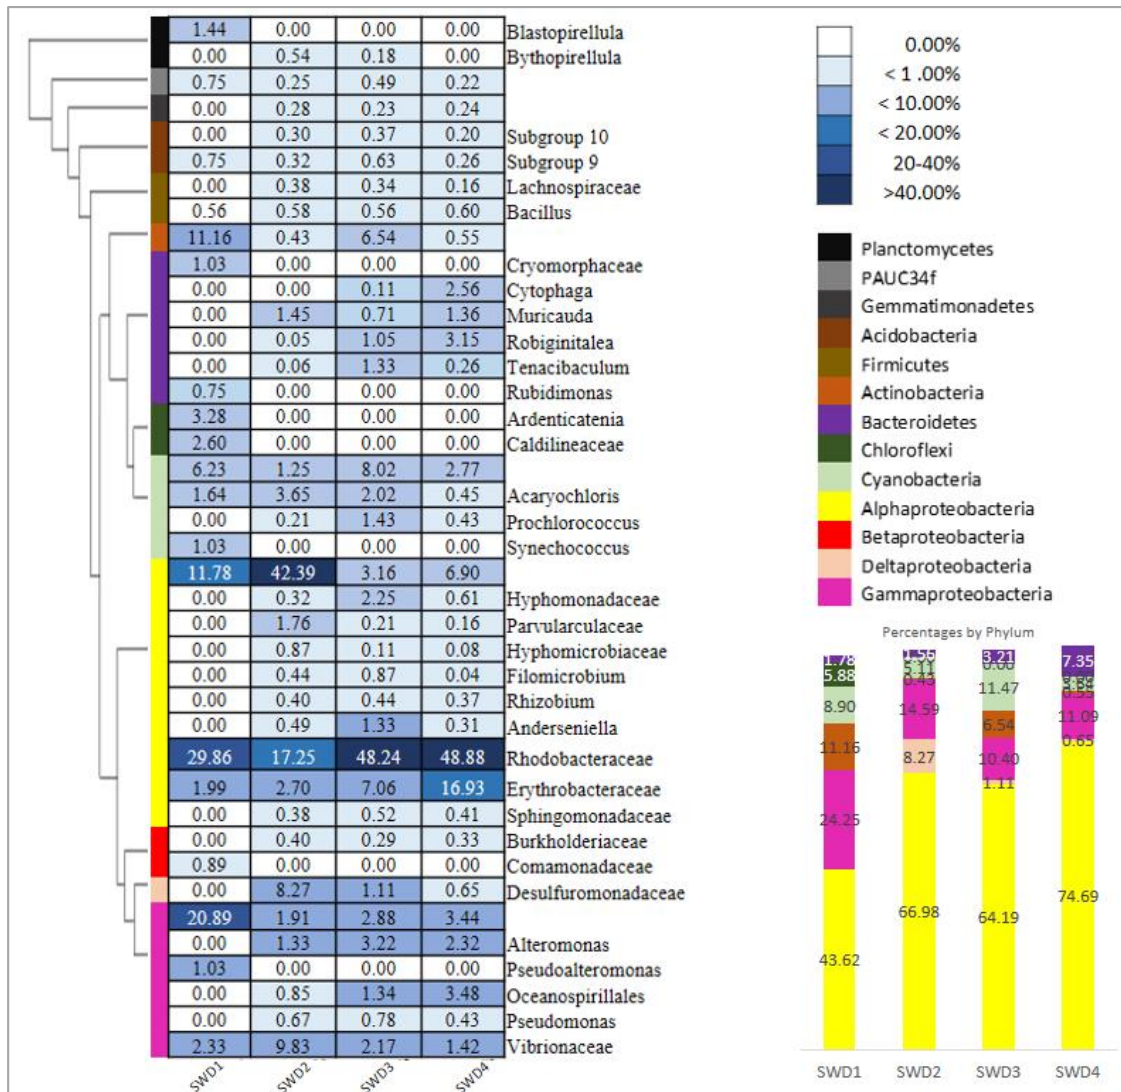 1.44 0.00 0.00 0.00 Blastopirellula
0.00 0.54 0.18 0.00 Bythopirellula
0.75 0.25 0.49 0.22
0.00 0.28 0.23 0.24
0.00 0.30 0.37 0.20 Subgroup 10
0.75 0.32 0.63 0.26 Subgroup 9
0.00 0.38 0.34 0.16 Lachnospiraceae
0.56 0.58 0.56 0.60 Bacillus
11.16 0.43 6.54 0.55
1.03 0.00 0.00 0.00 Cryomorphaceae
0.00 0.00 0.11 2.56 Cytophaga
0.00 1.45 0.71 1.36 Muricauda
0.00 0.05 1.05 3.15 Robiginitalea
0.00 0.06 1.33 0.26 Tenacibaculum
0.75 0.00 0.00 0.00 Rubidimonas
3.28 0.00 0.00 0.00 Ardenticatenia
2.60 0.00 0.00 0.00 Caldilineaceae
6.23 1.25 8.02 2.77
1.64 3.65 2.02 0.45 Acaryochloris
0.00 0.21 1.43 0.43 Prochlorococcus
1.03 0.00 0.00 0.00 Synechococcus
11.78 42.39 3.16 6.90
0.00 0.32 2.25 0.61 Hyphomonadaceae
0.00 1.76 0.21 0.16 Parvularculaceae
0.00 0.87 0.11 0.08 Hyphomicrobiaceae
0.00 0.44 0.87 0.04 Filomicrobium
0.00 0.40 0.44 0.37 Rhizobium
0.00 0.49 1.33 0.31 Anderseniella
29.86 17.25 48.24 48.88 Rhodobacteraceae
1.99 2.70 7.06 16.93 Erythrobacteraceae
0.00 0.38 0.52 0.41 Sphingomonadaceae
0.00 0.40 0.29 0.33 Burkholderiaceae
0.89 0.00 0.00 0.00 Comamonadaceae
0.00 8.27 1.11 0.65 Desulfuromonadaceae
20.89 1.91 2.88 3.44
0.00 1.33 3.22 2.32 Alteromonas
1.03 0.00 0.00 0.00 Pseudoalteromonas
0.00 0.85 1.34 3.48 Oceanospirillales
0.00 0.67 0.78 0.43 Pseudomonas
2.33 9.83 2.17 1.42 Vibrionaceae
SWD1 SWD2 SWD3 SWD4
0.00%
< 1 .00%
< 10.00%
< 20.00%
20-40%
>40.00%
Planctomycetes
PAUC34f
Gemmatimonadetes
Acidobacteria
Firmicutes
Actinobacteria
Bacteroidetes
Chloroflexi
Cyanobacteria
Alphaproteobacteria
Betaproteobacteria
Deltaproteobacteria
Gammaproteobacteria
Percentages by Phylum
1.78 1.56 3.21 7.35
5.88 5.11 0.00
8.90 0.43 11.47 0.55
11.16 14.59 6.54 11.09
24.25 8.27 10.40 0.65
1.11
43.62 66.98 64.19 74.69
SWD1 SWD2 SWD3 SWD4